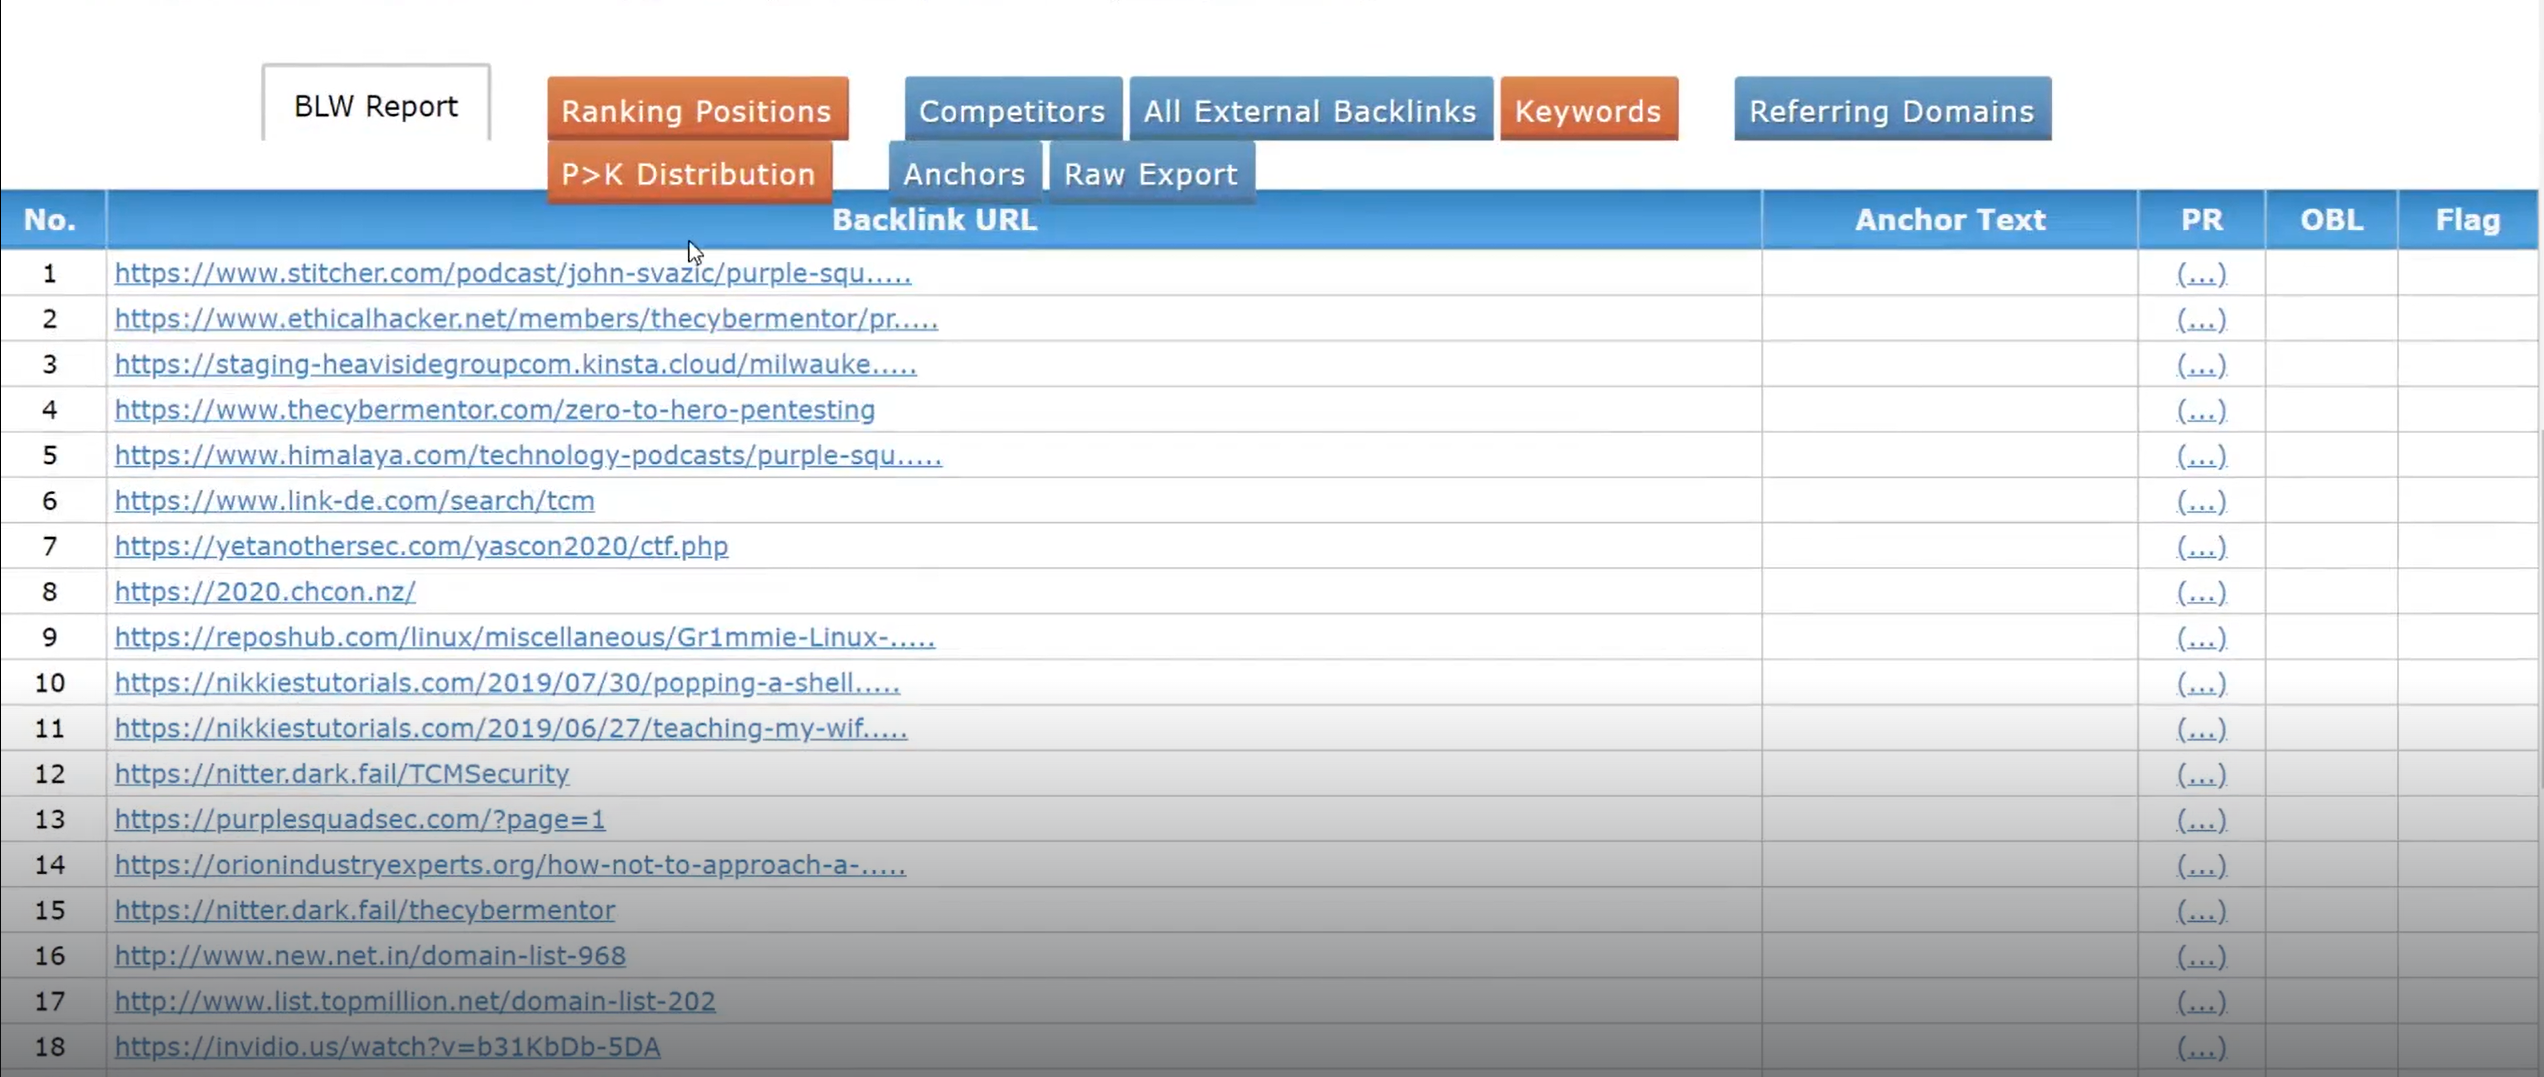 BLW Report
Ranking Positions
Competitors
All External Backlinks
Keywords
Referring Domains
P>K Distribution
Anchors
Raw Export
No. Backlink URL Anchor Text PR OBL Flag
1 https://www.stitcher.com/podcast/john-svazic/purple-squ..... (...)
2 https://www.ethicalhacker.net/members/thecybermentor/pr..... (...)
3 https://staging-heavisidegroupcom.kinsta.cloud/milwauke..... (...)
4 https://www.thecybermentor.com/zero-to-hero-pentesting (...)
5 https://www.himalaya.com/technology-podcasts/purple-squ..... (...)
6 https://www.link-de.com/search/tcm (...)
7 https://yetanothersec.com/yascon2020/ctf.php (...)
8 https://2020.chcon.nz/ (...)
9 https://reposhub.com/linux/miscellaneous/Gr1mmie-Linux-..... (...)
10 https://nikkiestutorials.com/2019/07/30/popping-a-shell..... (...)
11 https://nikkiestutorials.com/2019/06/27/teaching-my-wif..... (...)
12 https://nitter.dark.fail/TCMSecurity (...)
13 https://purplesquadsec.com/?page=1 (...)
14 https://orionindustryexperts.org/how-not-to-approach-a-..... (...)
15 https://nitter.dark.fail/thecybermentor (...)
16 http://www.new.net.in/domain-list-968 (...)
17 http://www.list.topmillion.net/domain-list-202 (...)
18 https://invidio.us/watch?v=b31KbDb-5DA (...)